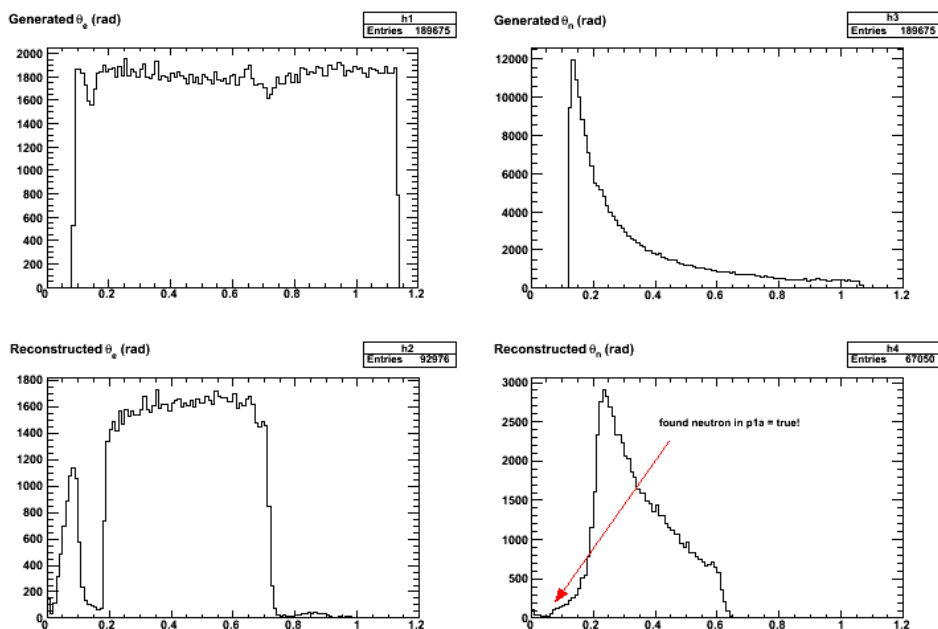 Generated θe (rad)
h1
Entries 189675
2000
1800
1600
1400
1200
1000
800
600
400
200
0
0 0.2 0.4 0.6 0.8 1 1.2
Generated θn (rad)
h3
Entries 189675
12000
10000
8000
6000
4000
2000
0
0 0.2 0.4 0.6 0.8 1 1.2
Reconstructed θe (rad)
h2
Entries 92976
1800
1600
1400
1200
1000
800
600
400
200
0
0 0.2 0.4 0.6 0.8 1 1.2
Reconstructed θn (rad)
h4
Entries 67050
3000
2500
2000
1500
1000
500
0
0 0.2 0.4 0.6 0.8 1 1.2
found neutron in p1a = true!